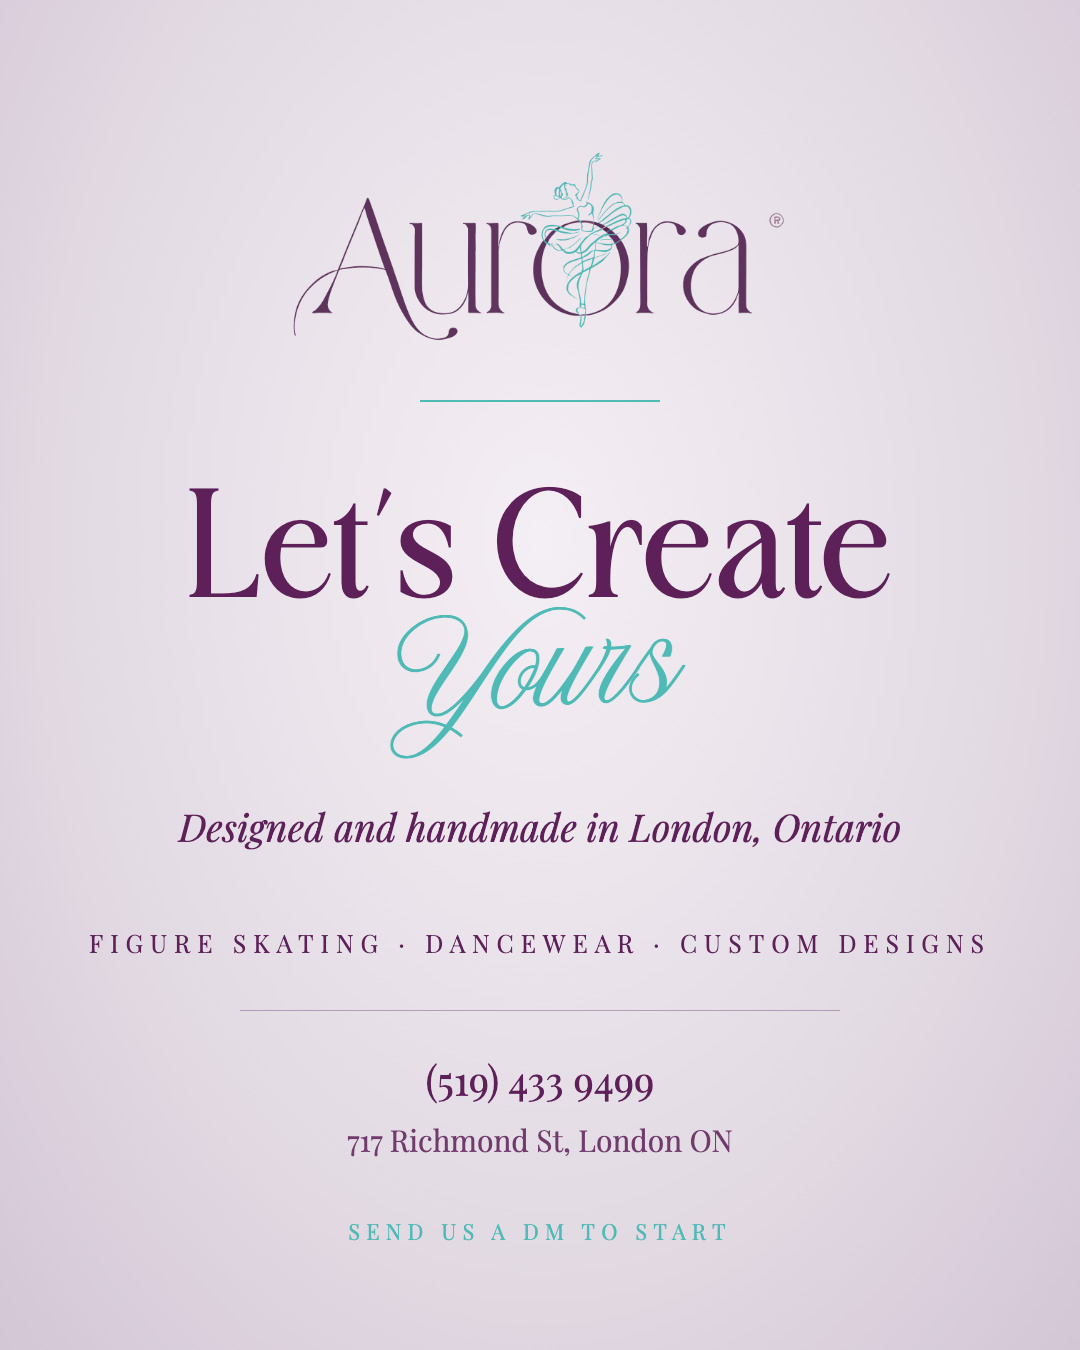 Aurora®
Let's Create
Yours
Designed and handmade in London, Ontario
FIGURE SKATING · DANCEWEAR · CUSTOM DESIGNS
(519) 433 9499
717 Richmond St, London ON
SEND US A DM TO START